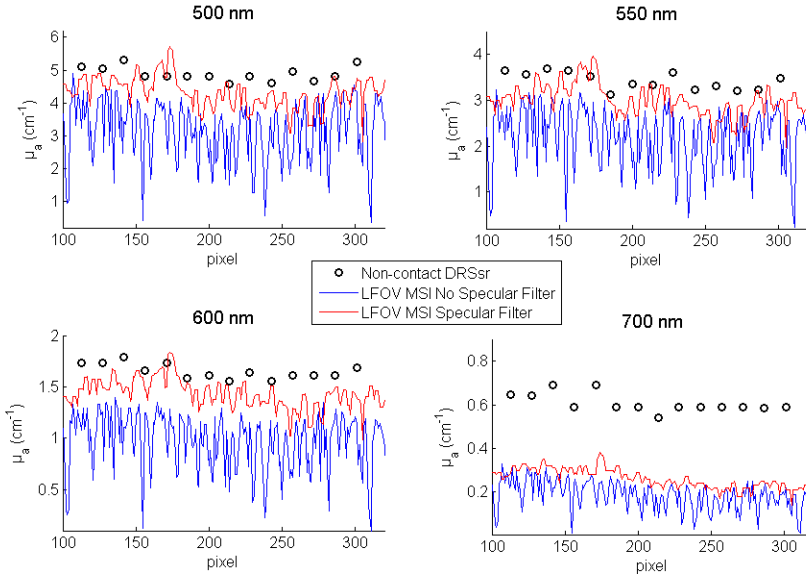 500 nm
6
5
4
3
2
1
μa (cm-1)
100 150 200 250 300
pixel
550 nm
4
3
2
1
μa (cm-1)
100 150 200 250 300
pixel
Non-contact DRSsr
LFOV MSI No Specular Filter
LFOV MSI Specular Filter
600 nm
2
1.5
1
0.5
μa (cm-1)
100 150 200 250 300
pixel
700 nm
0.8
0.6
0.4
0.2
μa (cm-1)
100 150 200 250 300
pixel